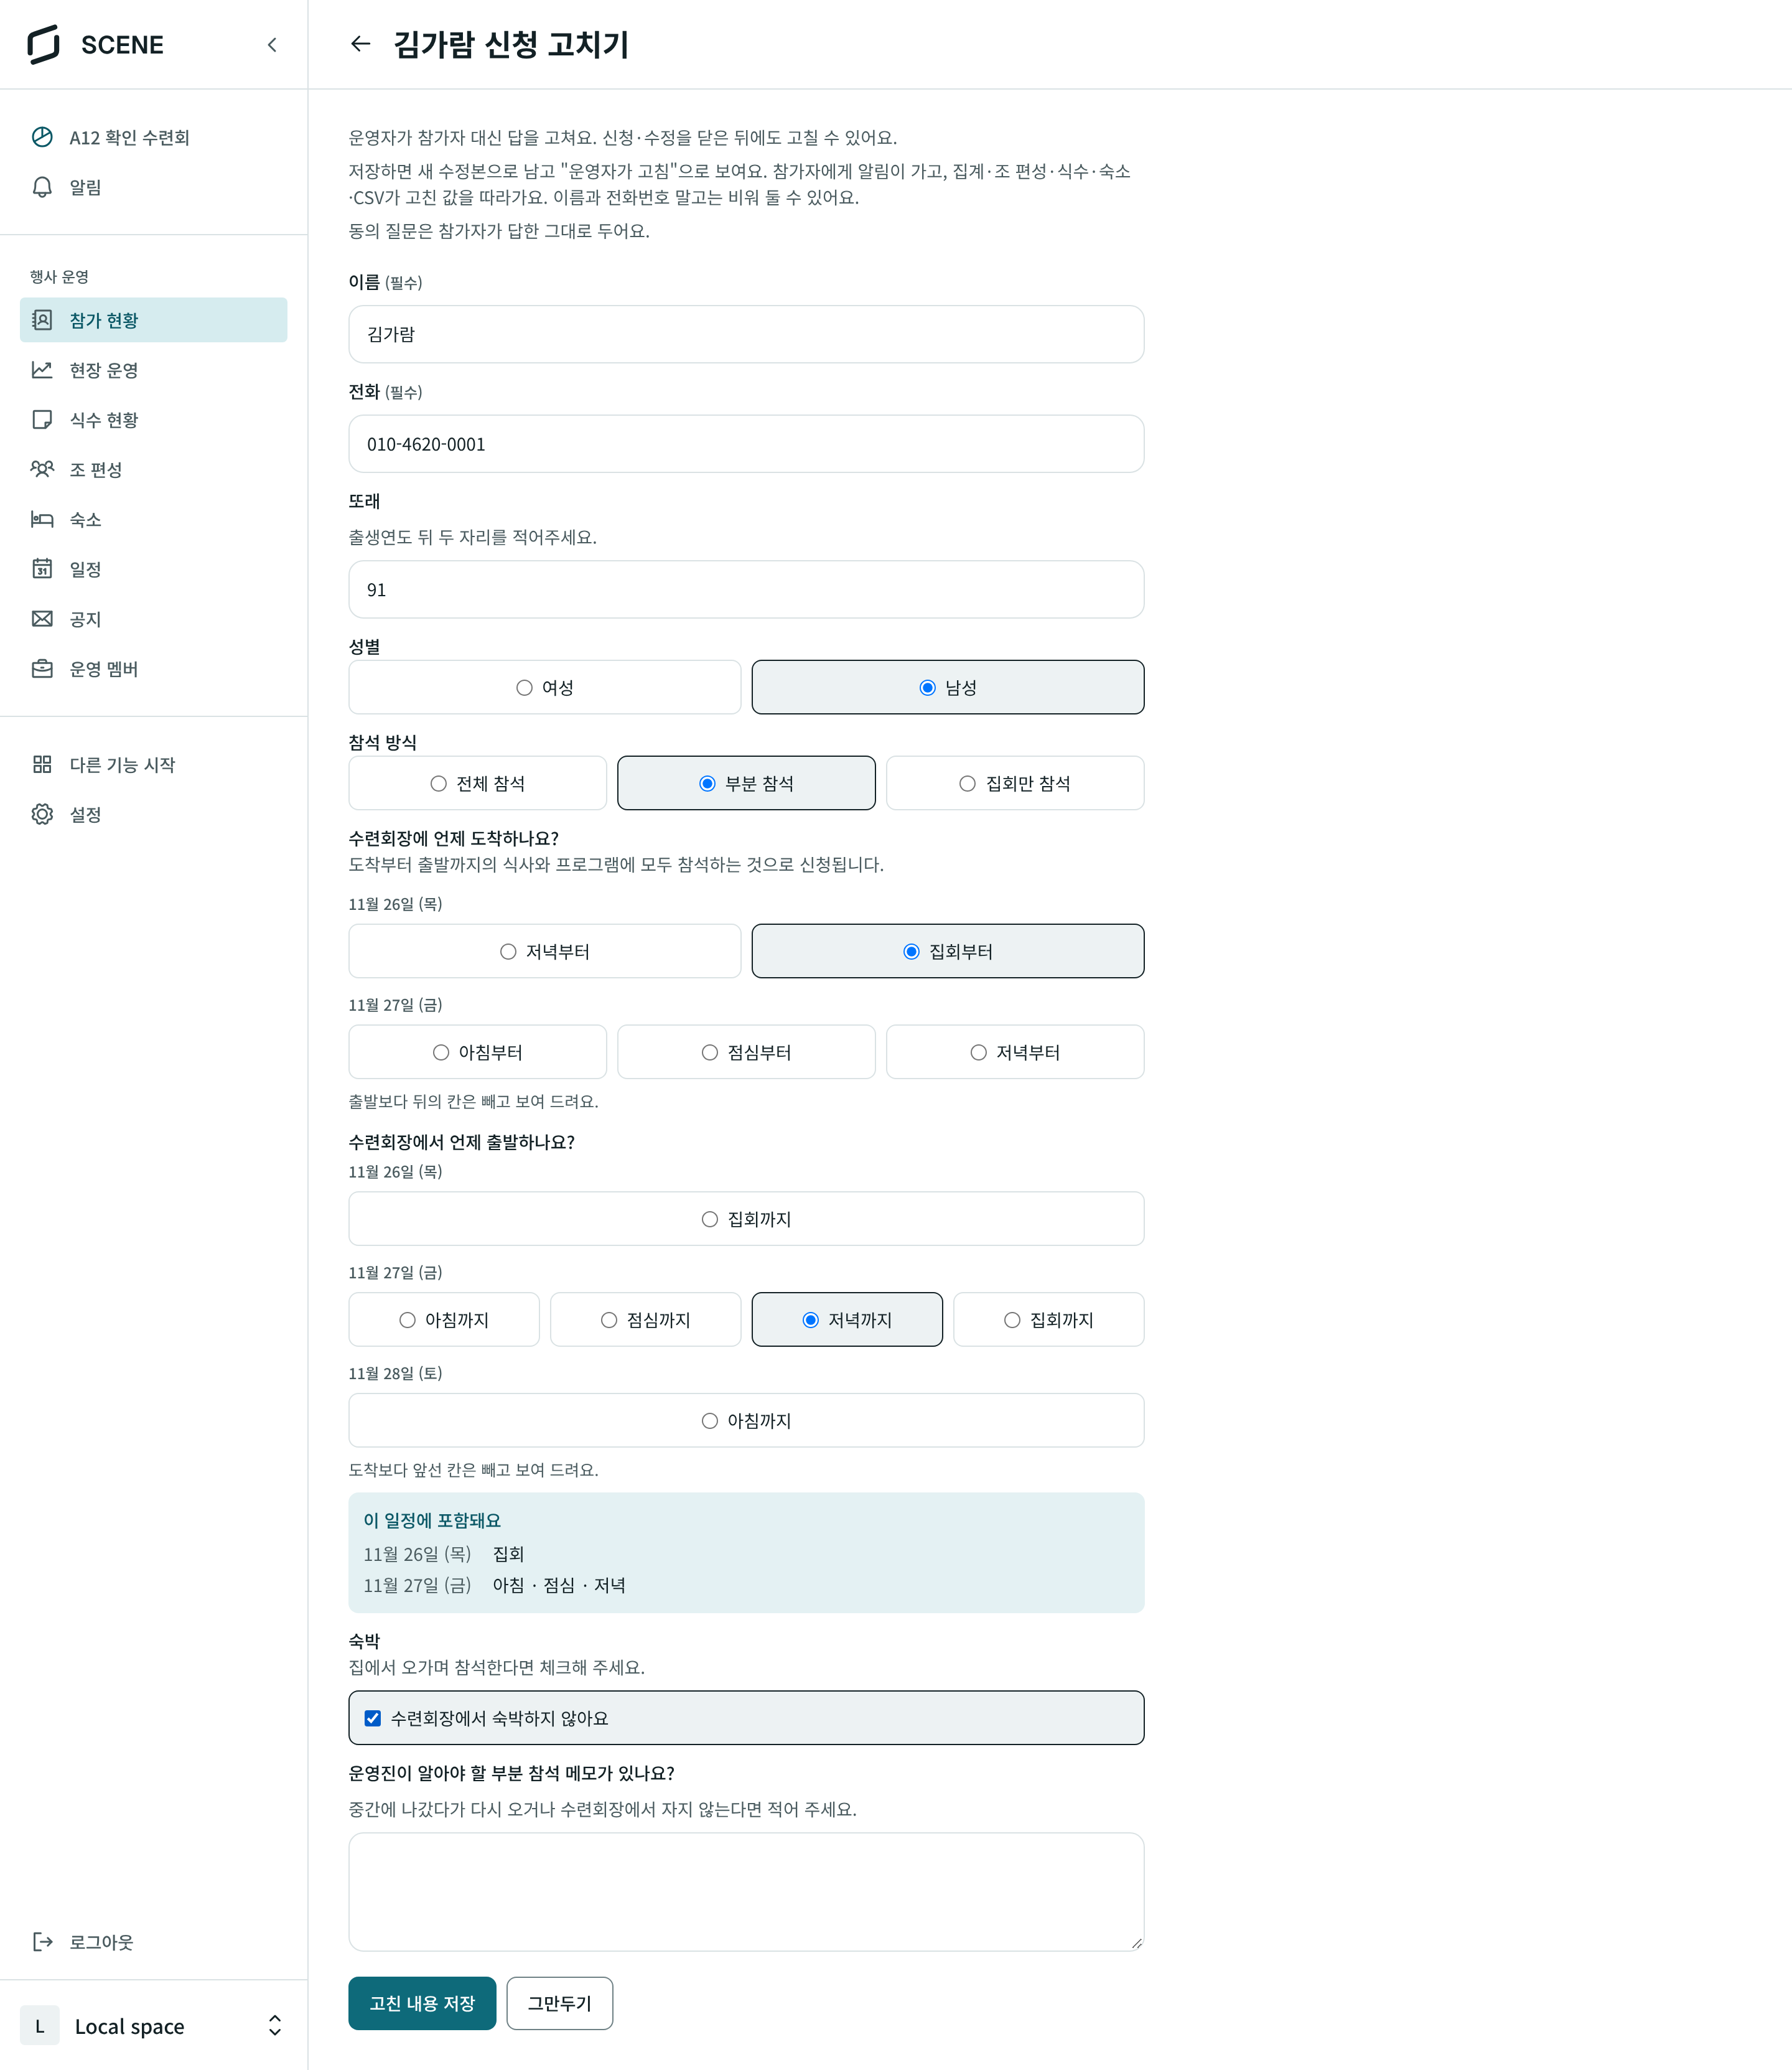 SCENE
김가람 신청 고치기
A12 확인 수련회
알림
행사 운영
참가 현황
현장 운영
식수 현황
조 편성
숙소
31
일정
공지
운영 멤버
다른 기능 시작
설정
로그아웃
L
Local space
운영자가 참가자 대신 답을 고쳐요. 신청·수정을 닫은 뒤에도 고칠 수 있어요.
저장하면 새 수정본으로 남고 "운영자가 고침"으로 보여요. 참가자에게 알림이 가고, 집계·조 편성·식수·숙소
·CSV가 고친 값을 따라가요. 이름과 전화번호 말고는 비워 둘 수 있어요.
동의 질문은 참가자가 답한 그대로 두어요.
이름 (필수)
김가람
전화 (필수)
010-4620-0001
또래
출생연도 뒤 두 자리를 적어주세요.
91
성별
여성
남성
참석 방식
전체 참석
부분 참석
집회만 참석
수련회장에 언제 도착하나요?
도착부터 출발까지의 식사와 프로그램에 모두 참석하는 것으로 신청됩니다.
11월 26일 (목)
저녁부터
집회부터
11월 27일 (금)
아침부터
점심부터
저녁부터
출발보다 뒤의 칸은 빼고 보여 드려요.
수련회장에서 언제 출발하나요?
11월 26일 (목)
집회까지
11월 27일 (금)
아침까지
점심까지
저녁까지
집회까지
11월 28일 (토)
아침까지
도착보다 앞선 칸은 빼고 보여 드려요.
이 일정에 포함돼요
11월 26일 (목) 집회
11월 27일 (금) 아침 · 점심 · 저녁
숙박
집에서 오가며 참석한다면 체크해 주세요.
수련회장에서 숙박하지 않아요
운영진이 알아야 할 부분 참석 메모가 있나요?
중간에 나갔다가 다시 오거나 수련회장에서 자지 않는다면 적어 주세요.
고친 내용 저장
그만두기